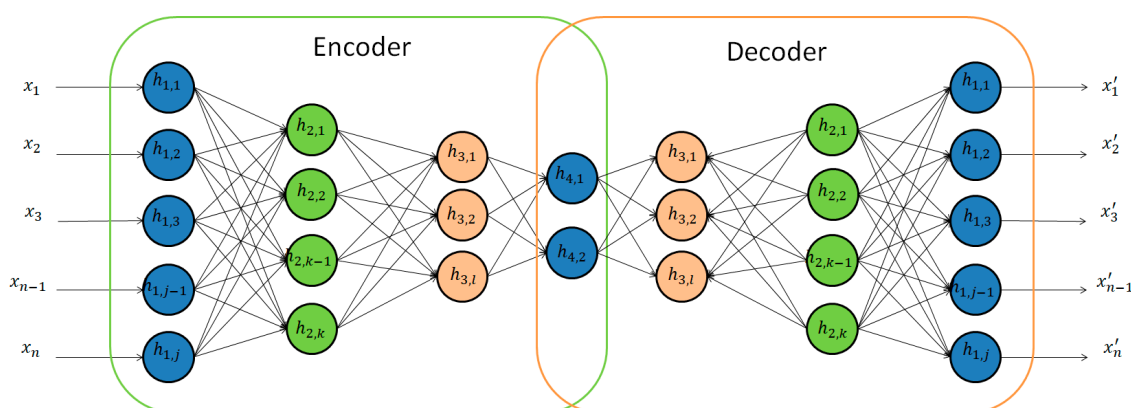 Encoder
Decoder
x₁
x₂
x₃
xₙ₋₁
xₙ
h₁,₁
h₁,₂
h₁,₃
h₁,ⱼ₋₁
h₁,ⱼ
h₂,₁
h₂,₂
h₂,ₖ₋₁
h₂,ₖ
h₃,₁
h₃,₂
h₃,ₗ
h₄,₁
h₄,₂
h₃,₁
h₃,₂
h₃,ₗ
h₂,₁
h₂,₂
h₂,ₖ₋₁
h₂,ₖ
h₁,₁
h₁,₂
h₁,₃
h₁,ⱼ₋₁
h₁,ⱼ
x′₁
x′₂
x′₃
x′ₙ₋₁
x′ₙ